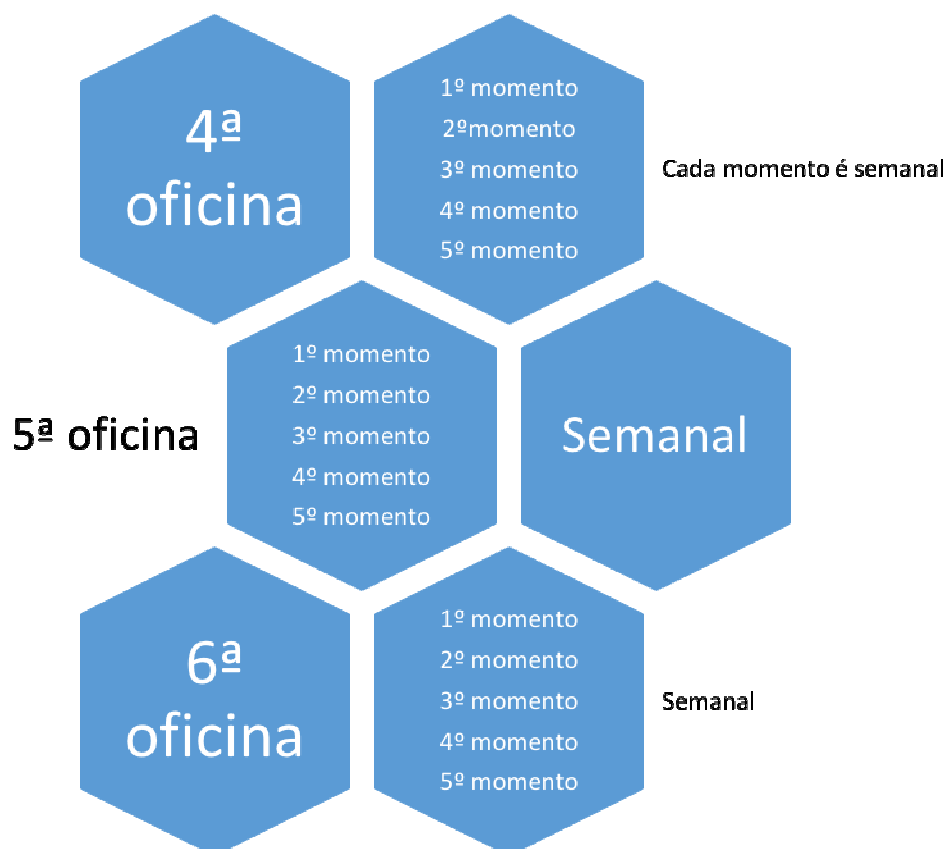 4ª
oficina
1º momento
2ºmomento
3º momento
4º momento
5º momento
Cada momento é semanal
5ª oficina
1º momento
2º momento
3º momento
4º momento
5º momento
Semanal
6ª
oficina
1º momento
2º momento
3º momento
4º momento
5º momento
Semanal